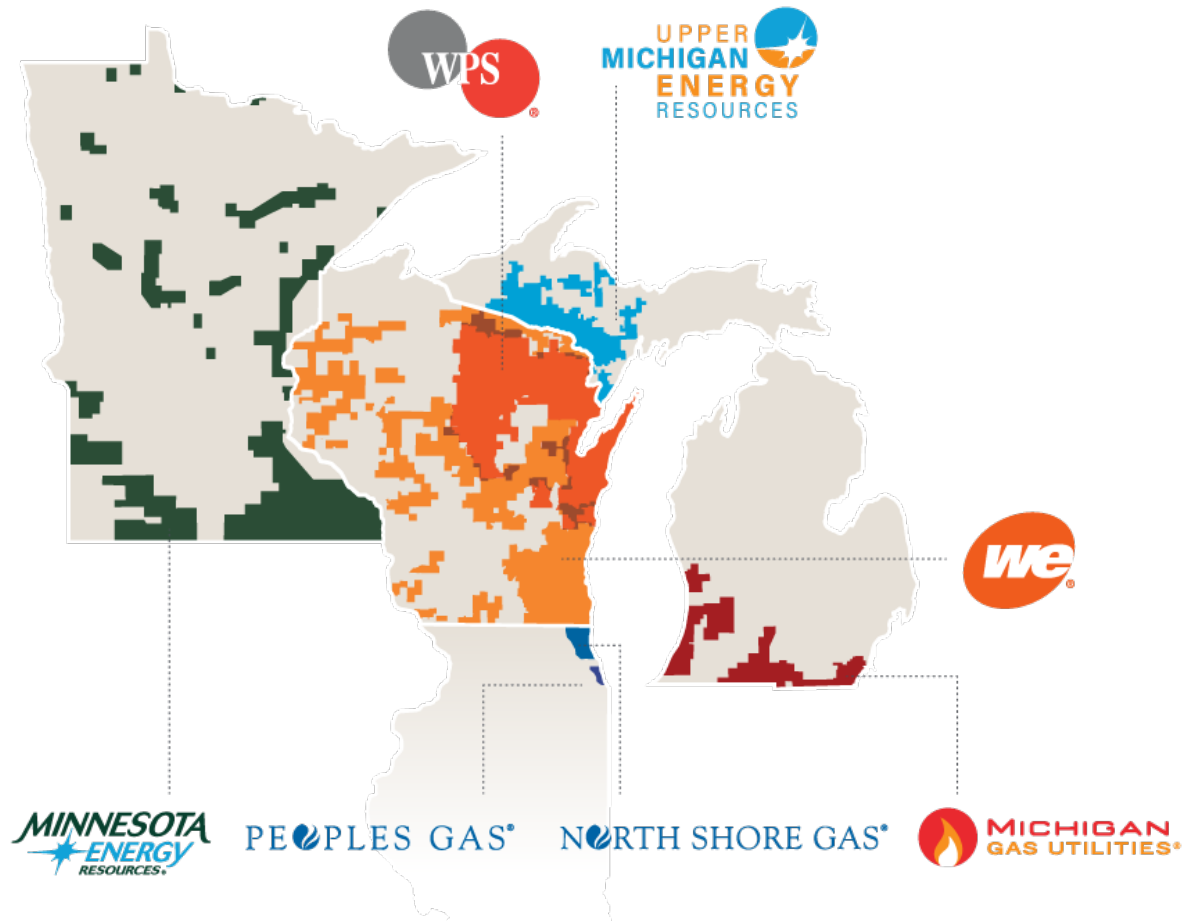 WPS®
UPPER
MICHIGAN
ENERGY
RESOURCES
we®
MINNESOTA
ENERGY
RESOURCES®
PEOPLES GAS®
NORTH SHORE GAS®
MICHIGAN
GAS UTILITIES®